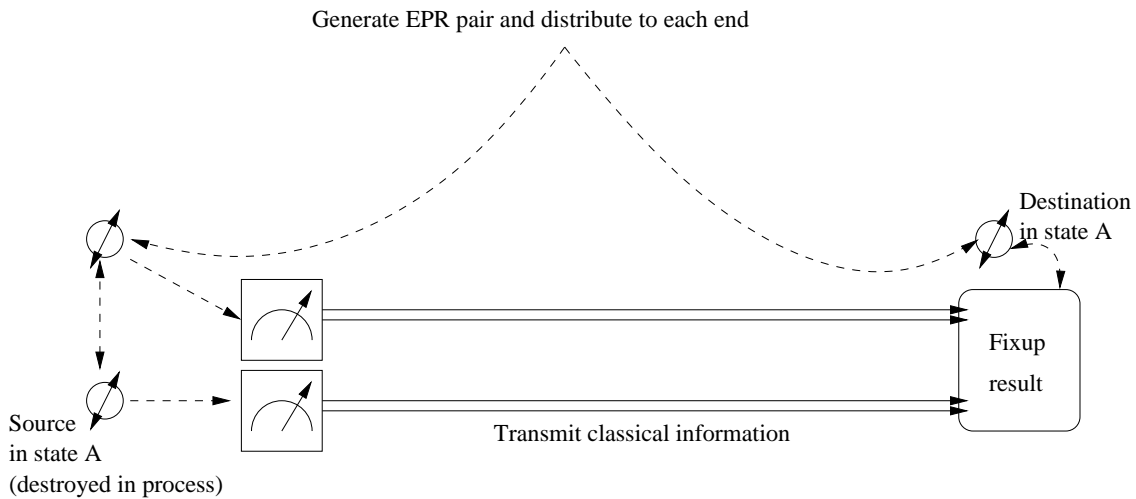 Generate EPR pair and distribute to each end
Destination
in state A
Fixup
result
Source
in state A
(destroyed in process)
Transmit classical information